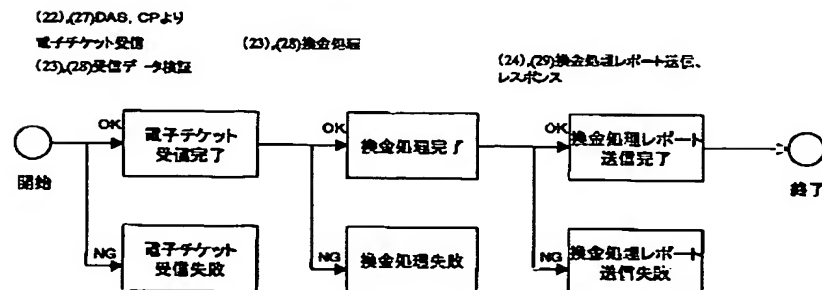 (22),(27)DAS, CPより
電子チケット受信
(23),(28)受信データ検証
(23),(28)換金処理
(24),(29)換金処理レポート送信、
レスポンス
開始
OK
電子チケット
受信完了
OK
換金処理完了
OK
換金処理レポート
送信完了
終了
NG
電子チケット
受信失敗
NG
換金処理失敗
NG
換金処理レポート
送信失敗